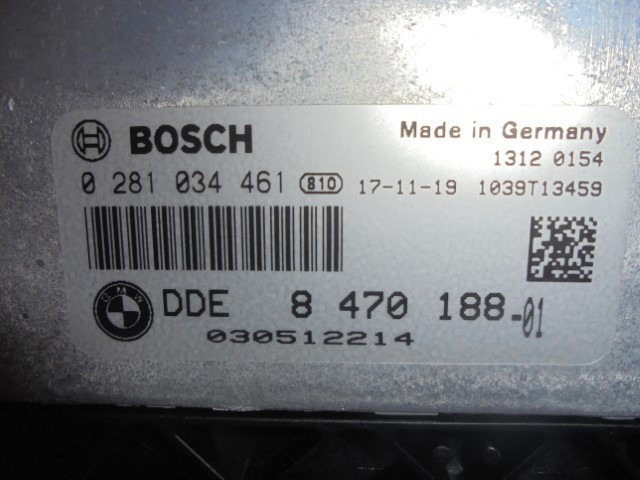 BOSCH
Made in Germany
1312 0154
0 281 034 461 810 17-11-19 1039T13459
BMW DDE 8 470 188-01
030512214